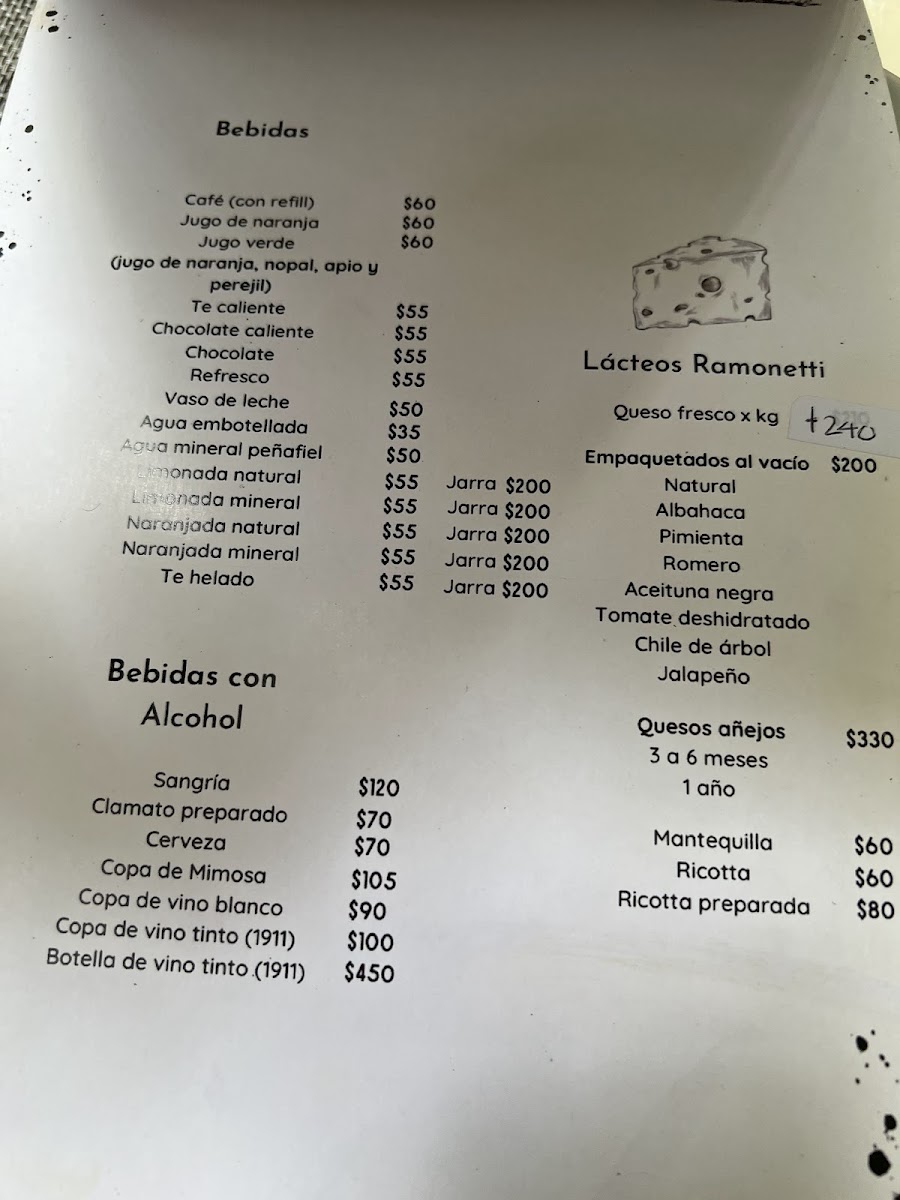 Bebidas
Café (con refill) $60
Jugo de naranja $60
Jugo verde $60
(jugo de naranja, nopal, apio y
perejil)
Te caliente $55
Chocolate caliente $55
Chocolate $55
Refresco $55
Vaso de leche $50
Agua embotellada $35
Agua mineral peñafiel $50
Limonada natural $55 Jarra $200
Limonada mineral $55 Jarra $200
Naranjada natural $55 Jarra $200
Naranjada mineral $55 Jarra $200
Te helado $55 Jarra $200
Bebidas con
Alcohol
Sangría $120
Clamato preparado $70
Cerveza $70
Copa de Mimosa $105
Copa de vino blanco $90
Copa de vino tinto (1911) $100
Botella de vino tinto (1911) $450
Lácteos Ramonetti
Queso fresco x kg $240
Empaquetados al vacío $200
Natural
Albahaca
Pimienta
Romero
Aceituna negra
Tomate deshidratado
Chile de árbol
Jalapeño
Quesos añejos $330
3 a 6 meses
1 año
Mantequilla $60
Ricotta $60
Ricotta preparada $80